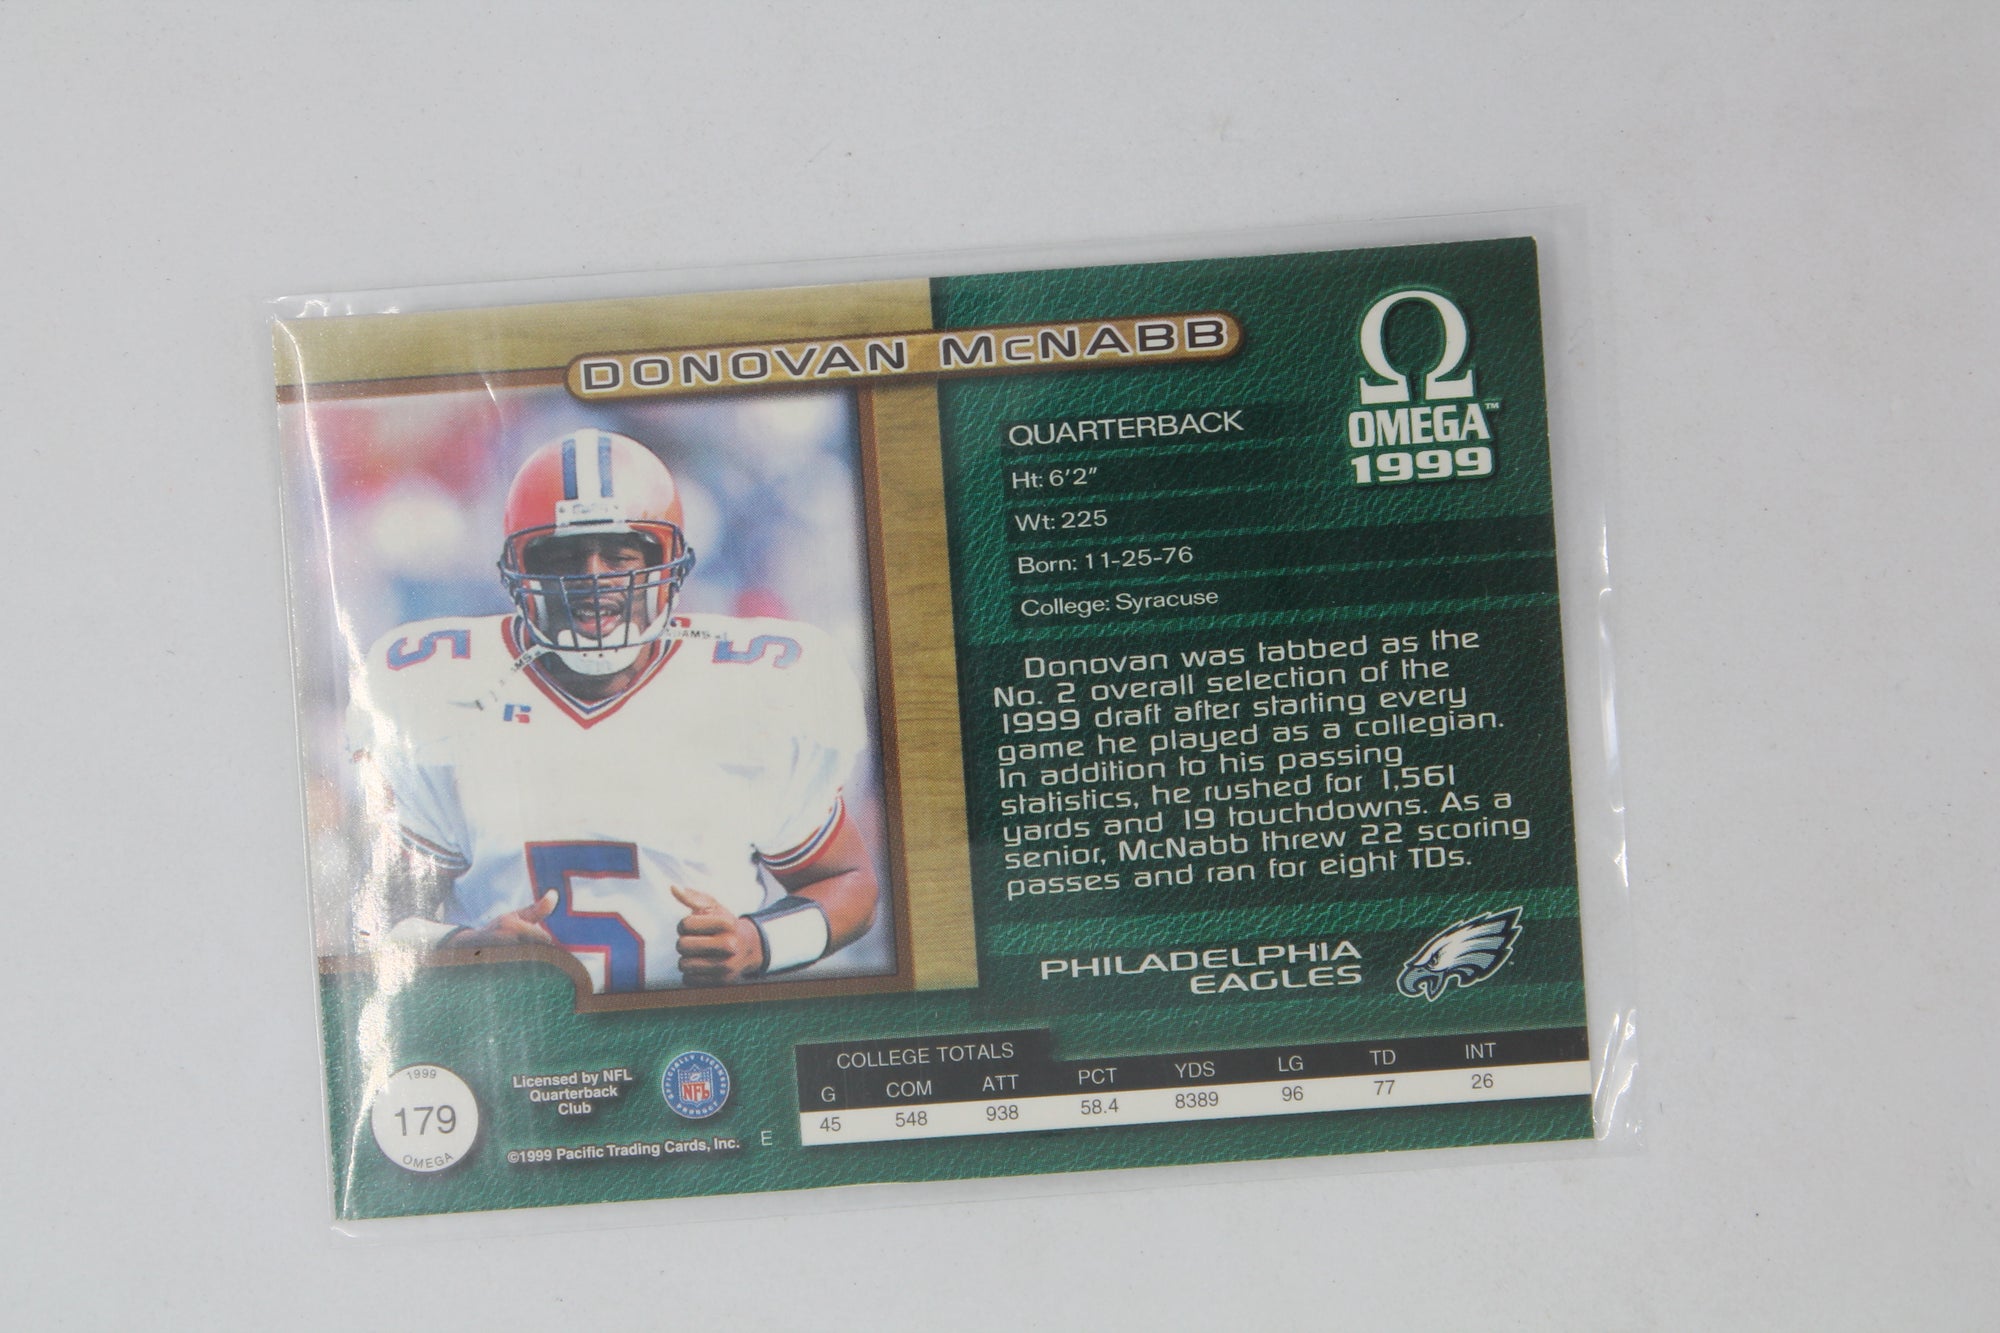 DONOVAN McNABB
Ω
OMEGA™
1999
QUARTERBACK
Ht: 6'2"
Wt: 225
Born: 11-25-76
College: Syracuse
Donovan was tabbed as the
No. 2 overall selection of the
1999 draft after starting every
game he played as a collegian.
In addition to his passing
statistics, he rushed for 1,561
yards and 19 touchdowns. As a
senior, McNabb threw 22 scoring
passes and ran for eight TDs.
PHILADELPHIA
EAGLES
5 5
5
COLLEGE TOTALS
G COM ATT PCT YDS LG TD INT
45 548 938 58.4 8389 96 77 26
1999
179
OMEGA
Licensed by NFL
Quarterback
Club
OFFICIALLY LICENSED
NFL
PRODUCT
©1999 Pacific Trading Cards, Inc.
E